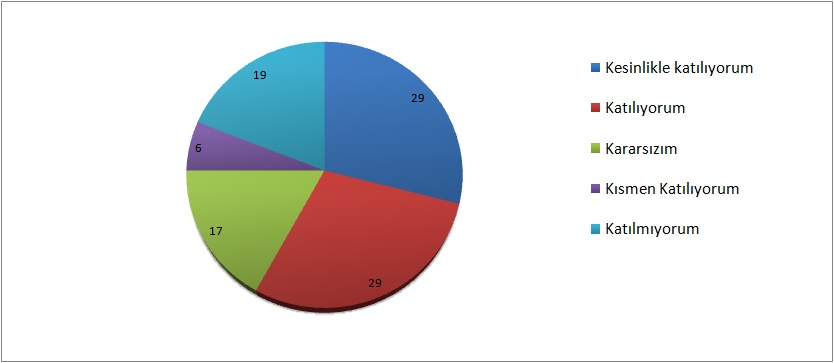 19
29
6
17
29
Kesinlikle katılıyorum
Katılıyorum
Kararsızım
Kısmen Katılıyorum
Katılmıyorum